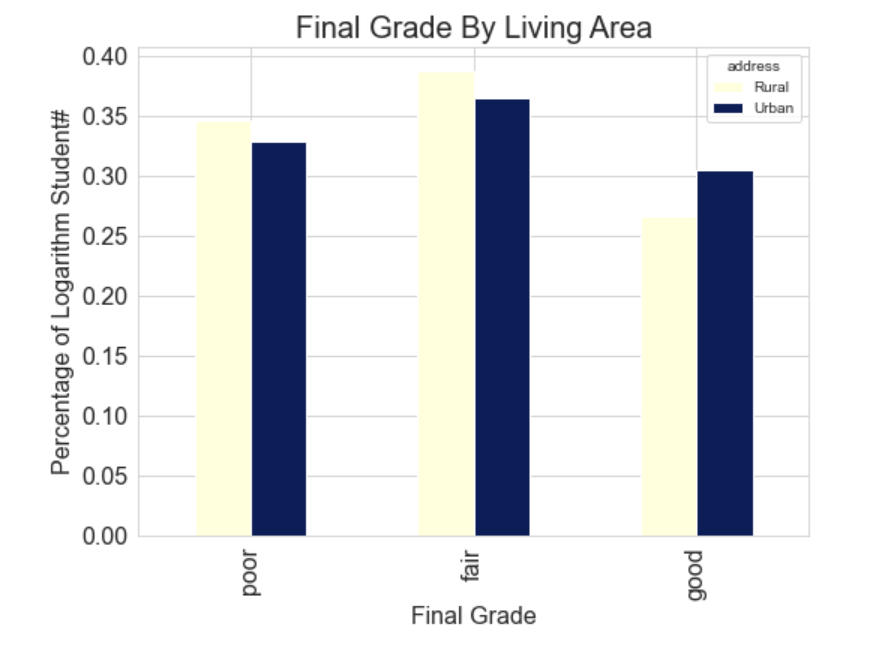 Final Grade By Living Area
Percentage of Logarithm Student#
0.40
0.35
0.30
0.25
0.20
0.15
0.10
0.05
0.00
address
Rural
Urban
poor
fair
good
Final Grade